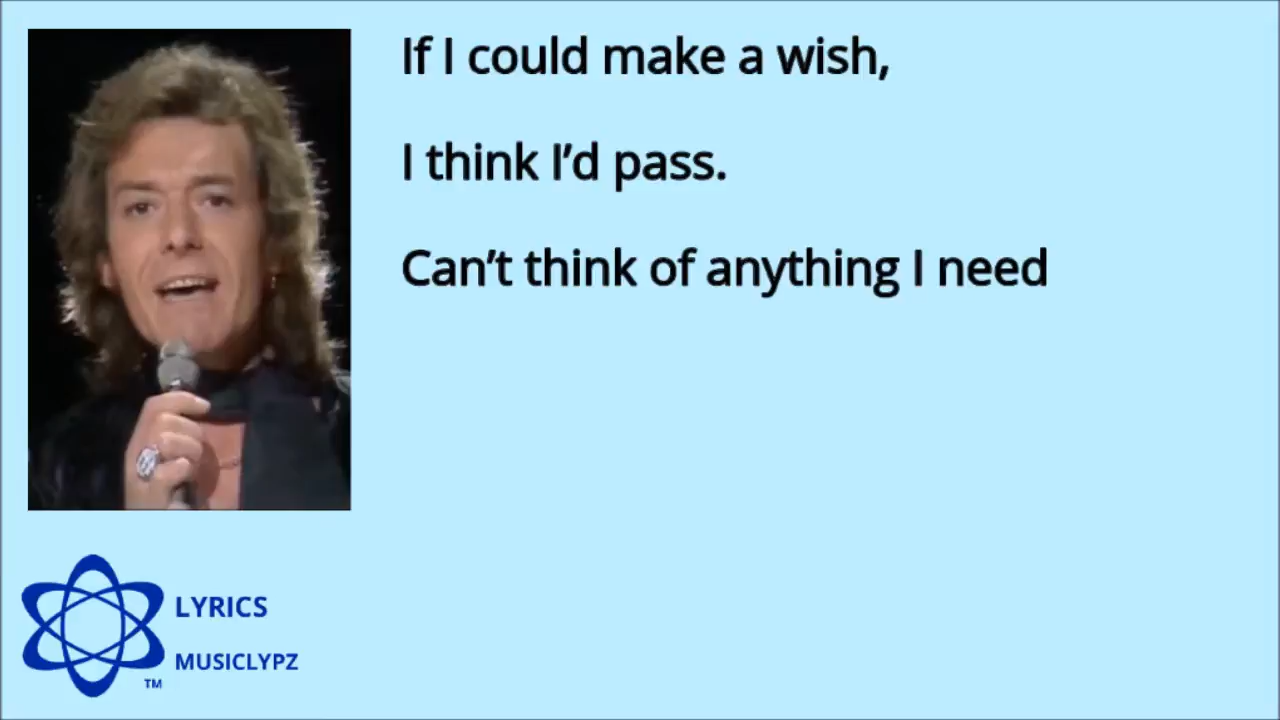 If I could make a wish,
I think I’d pass.
Can’t think of anything I need
LYRICS
MUSICLYPZ
TM